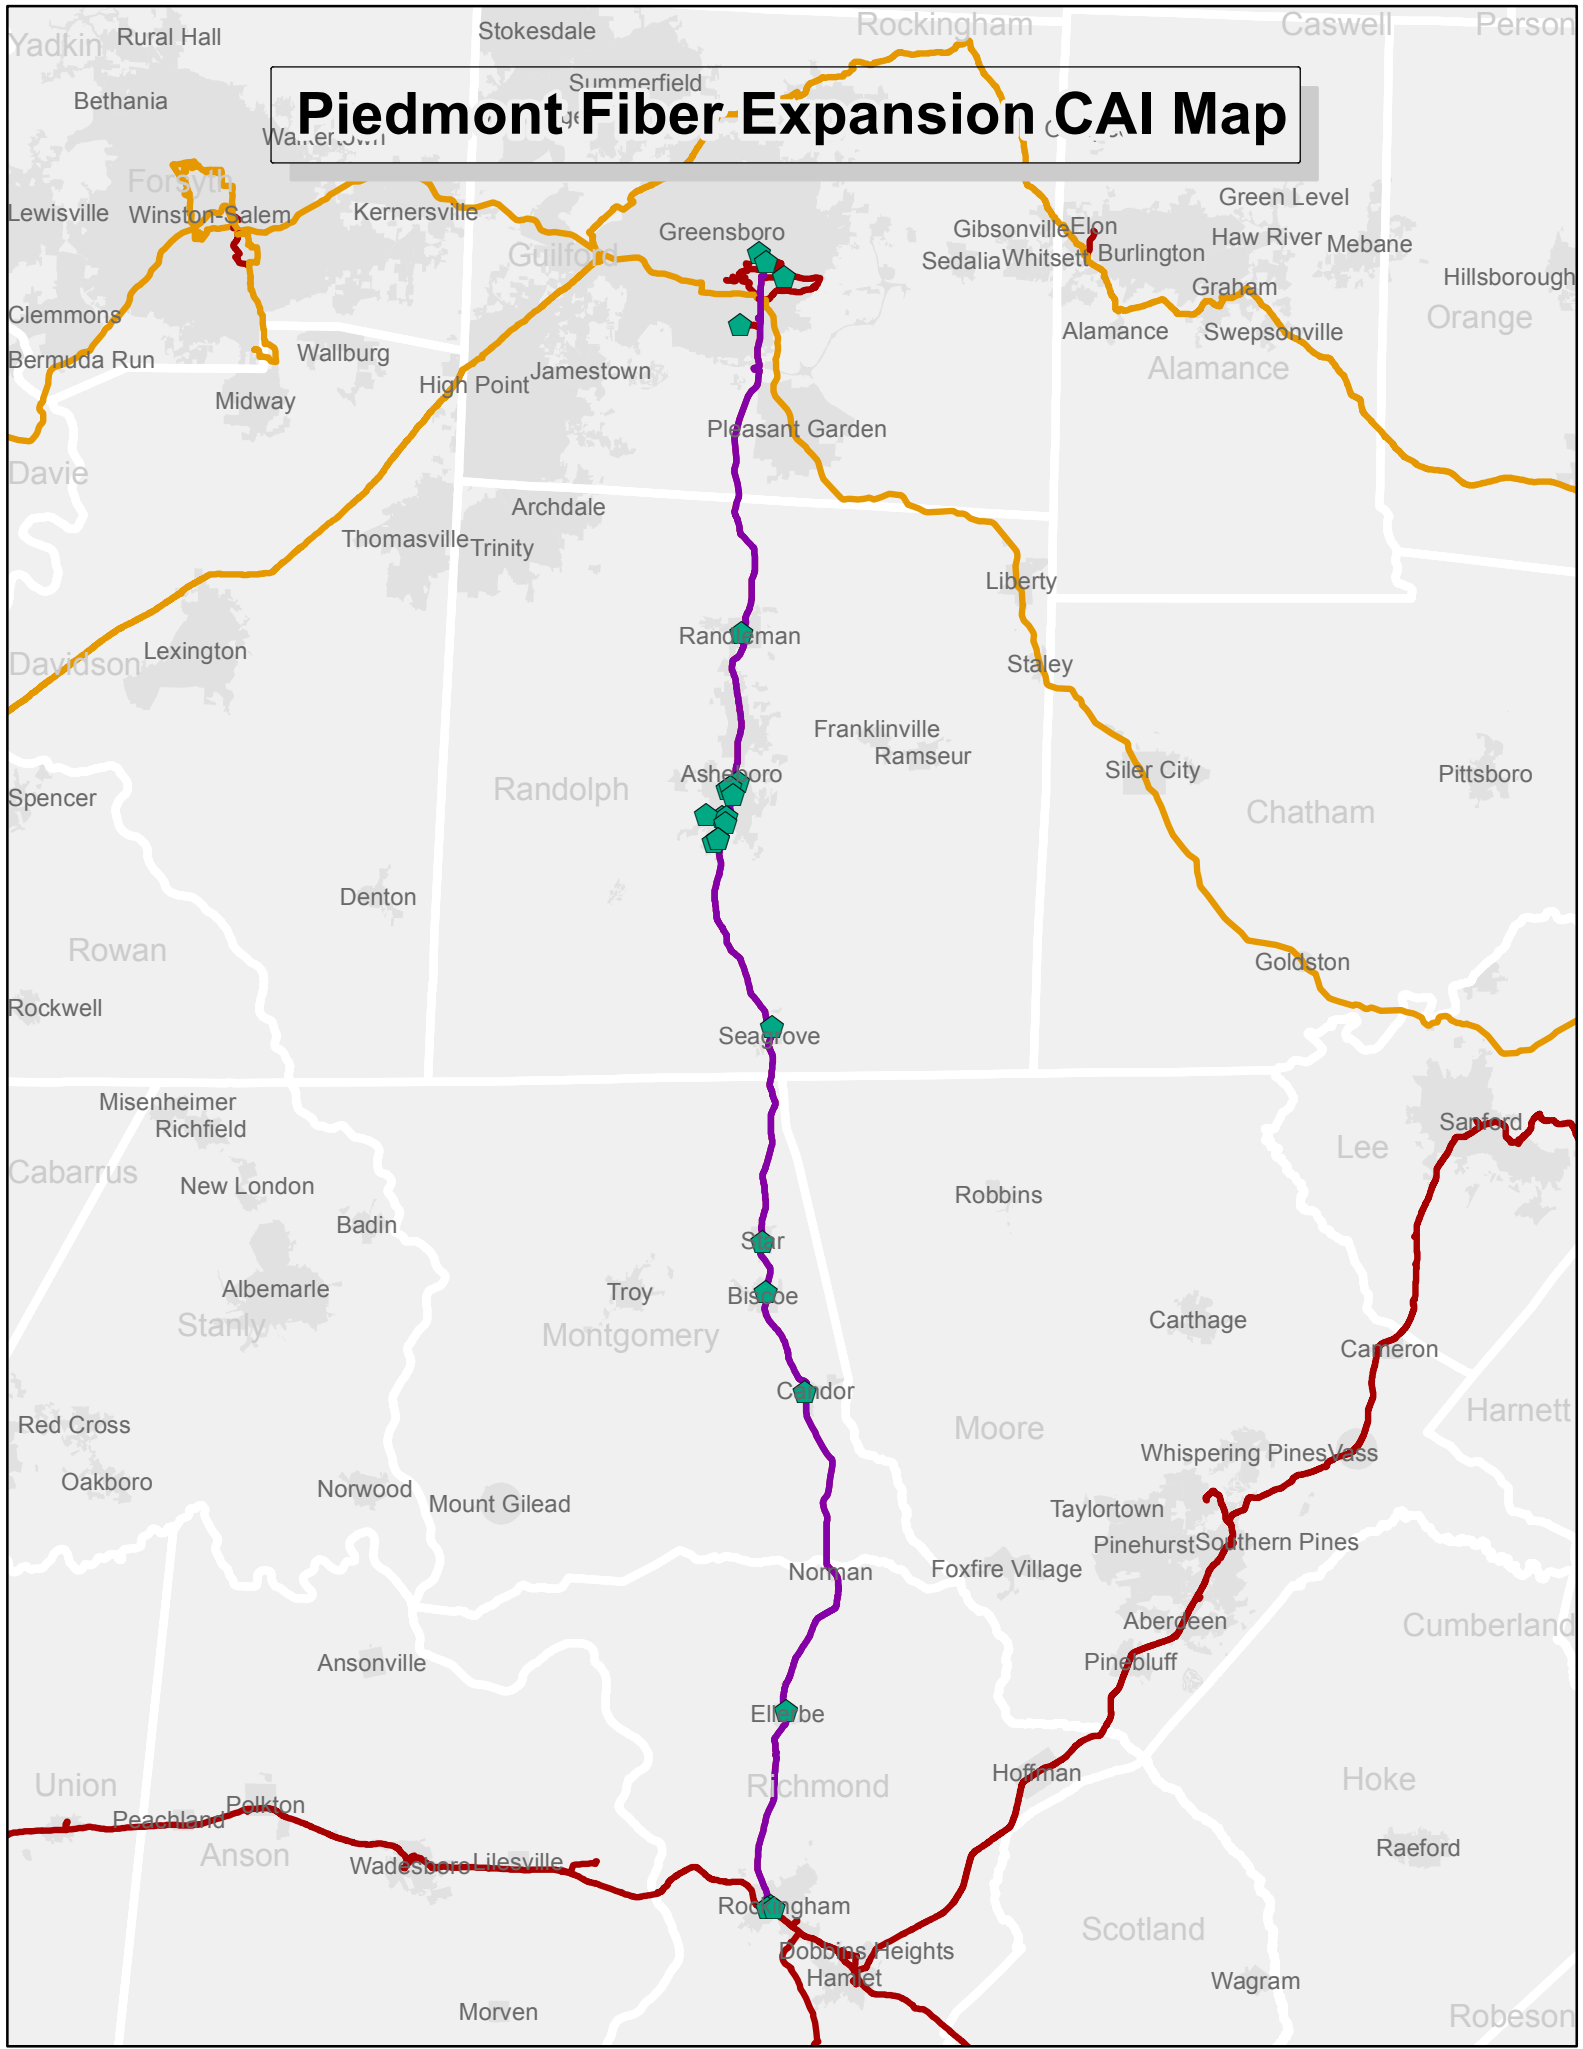 Rockingham
Caswell
Person
Yadkin
Rural Hall
Stokesdale
Summerfield
Bethania
Piedmont Fiber Expansion CAI Map
Walkertown
Forsyth
Green Level
Lewisville
Winston-Salem
Kernersville
Greensboro
Gibsonville
Elon
Haw River
Mebane
Guilford
Sedalia
Whitsett
Burlington
Hillsborough
Graham
Clemmons
Orange
Alamance
Swepsonville
Bermuda Run
Wallburg
High Point
Jamestown
Alamance
Midway
Pleasant Garden
Davie
Archdale
Thomasville
Trinity
Liberty
Randleman
Lexington
Davidson
Staley
Franklinville
Ramseur
Asheboro
Siler City
Pittsboro
Randolph
Spencer
Chatham
Denton
Rowan
Goldston
Rockwell
Seagrove
Misenheimer
Richfield
Sanford
Lee
Cabarrus
New London
Robbins
Badin
Star
Albemarle
Troy
Biscoe
Stanly
Montgomery
Carthage
Cameron
Candor
Red Cross
Moore
Harnett
Whispering Pines
Vass
Oakboro
Norwood
Mount Gilead
Taylortown
Pinehurst
Southern Pines
Norman
Foxfire Village
Aberdeen
Cumberland
Ansonville
Pinebluff
Ellerbe
Hoffman
Hoke
Union
Richmond
Peachland
Polkton
Anson
Wadesboro
Lilesville
Raeford
Rockingham
Scotland
Dobbins Heights
Hamlet
Wagram
Morven
Robeson